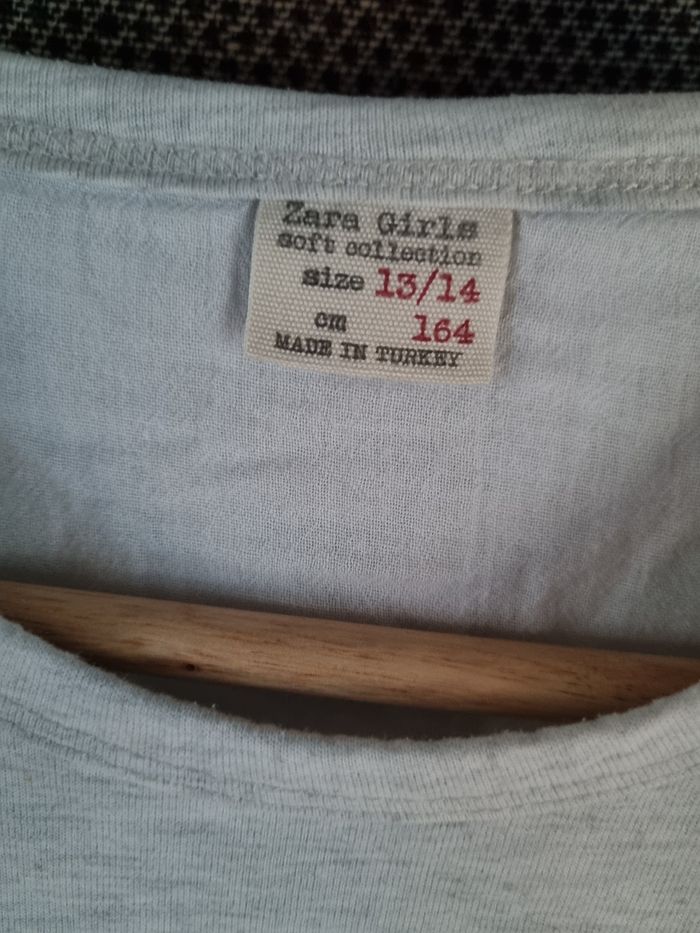 Zara Girls
soft collection
size 13/14
cm 164
MADE IN TURKEY